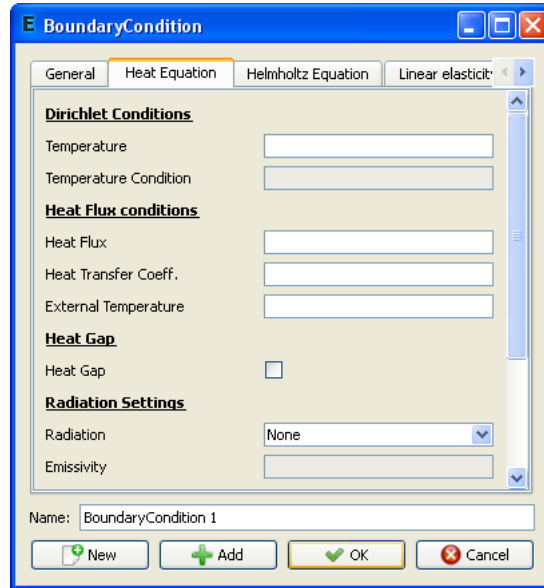 E BoundaryCondition
General Heat Equation Helmholtz Equation Linear elasticit
Dirichlet Conditions
Temperature
Temperature Condition
Heat Flux conditions
Heat Flux
Heat Transfer Coeff.
External Temperature
Heat Gap
Heat Gap
Radiation Settings
Radiation None
Emissivity
Name: BoundaryCondition 1
New Add OK Cancel